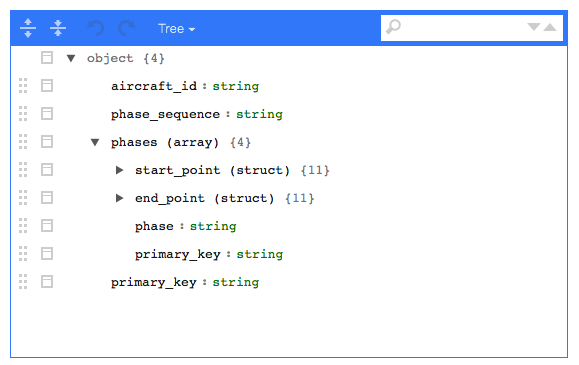 Tree
object {4}
aircraft_id : string
phase_sequence : string
phases (array) {4}
start_point (struct) {11}
end_point (struct) {11}
phase : string
primary_key : string
primary_key : string